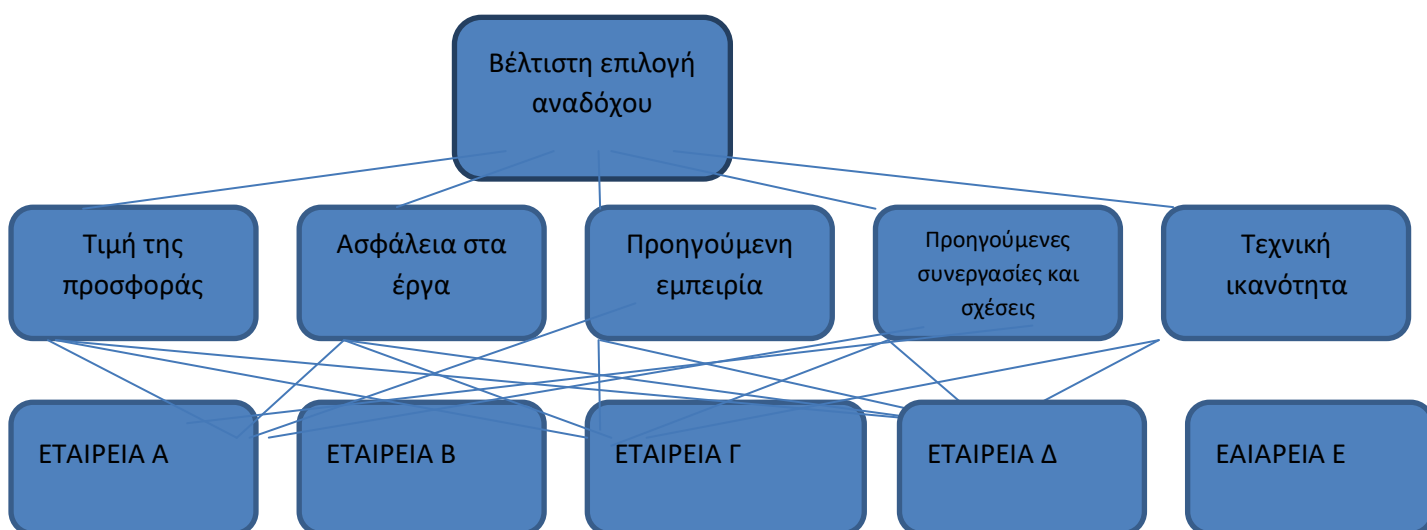 Βέλτιστη επιλογή
αναδόχου
Τιμή της
προσφοράς
Ασφάλεια στα
έργα
Προηγούμενη
εμπειρία
Προηγούμενες
συνεργασίες και
σχέσεις
Τεχνική
ικανότητα
ΕΤΑΙΡΕΙΑ Α
ΕΤΑΙΡΕΙΑ Β
ΕΤΑΙΡΕΙΑ Γ
ΕΤΑΙΡΕΙΑ Δ
ΕΑΙΑΡΕΙΑ Ε